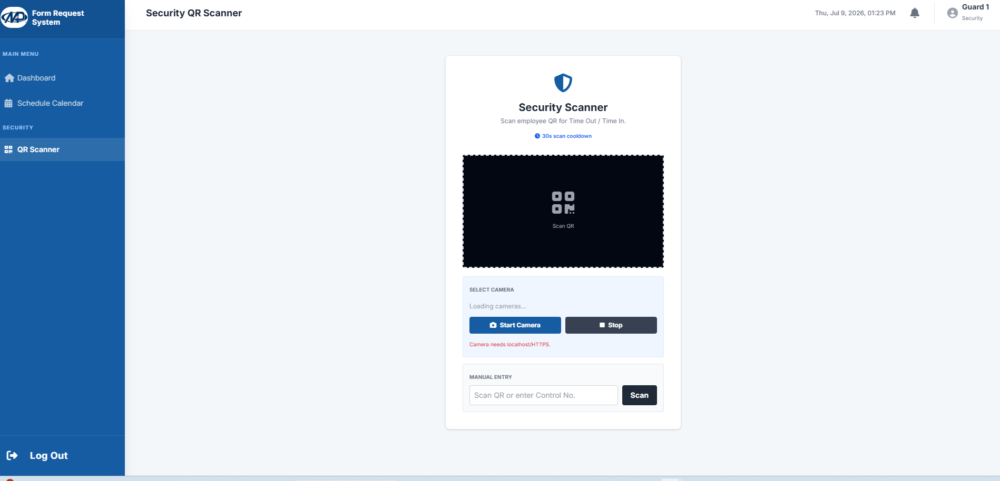 Form Request
System
Security QR Scanner
Thu, Jul 9, 2026, 01:23 PM
Guard 1
Security
MAIN MENU
Dashboard
Schedule Calendar
SECURITY
QR Scanner
Security Scanner
Scan employee QR for Time Out / Time In.
30s scan cooldown
Scan QR
SELECT CAMERA
Loading cameras...
Start Camera
Stop
Camera needs localhost/HTTPS.
MANUAL ENTRY
Scan QR or enter Control No.
Scan
Log Out